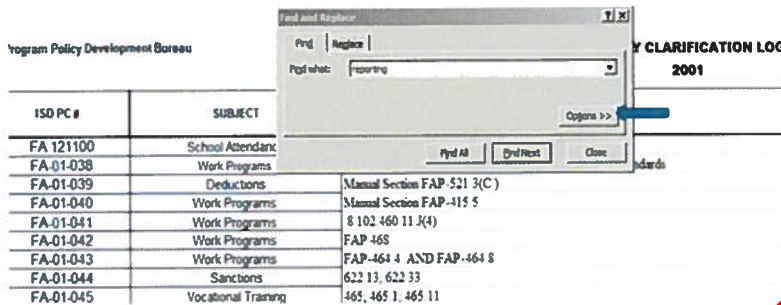 Find and Replace
Program Policy Development Bureau
Find Replace
Y CLARIFICATION LOG
Find what: reporting
2001
Options >>
ISD PC # SUBJECT
FA 121100 School Attendanc
Find All Find Next Close
FA-01-038 Work Programs ndards
FA-01-039 Deductions Manual Section FAP-521 3(C )
FA-01-040 Work Programs Manual Section FAP-415 5
FA-01-041 Work Programs 8 102 460 11 J(4)
FA-01-042 Work Programs FAP 468
FA-01-043 Work Programs FAP-464 4 AND FAP-464 8
FA-01-044 Sanctions 622 13, 622 33
FA-01-045 Vocational Training 465, 465 1, 465 11